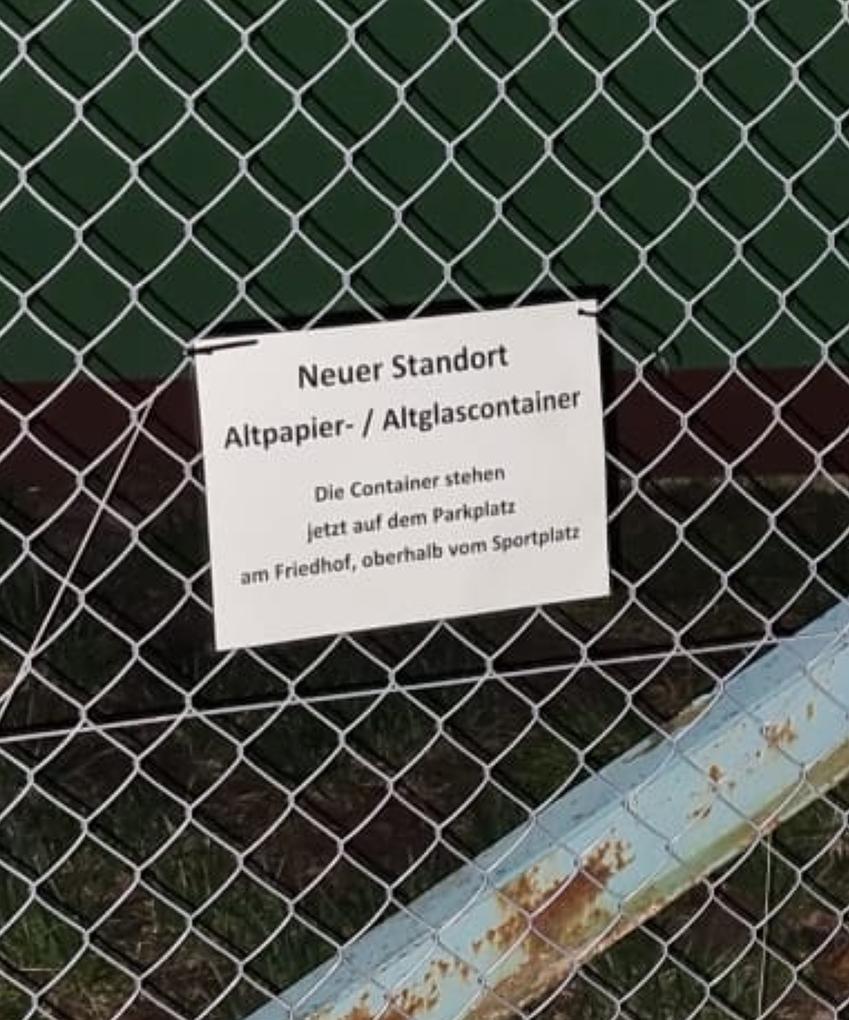 Neuer Standort
Altpapier- / Altglascontainer
Die Container stehen
jetzt auf dem Parkplatz
am Friedhof, oberhalb vom Sportplatz